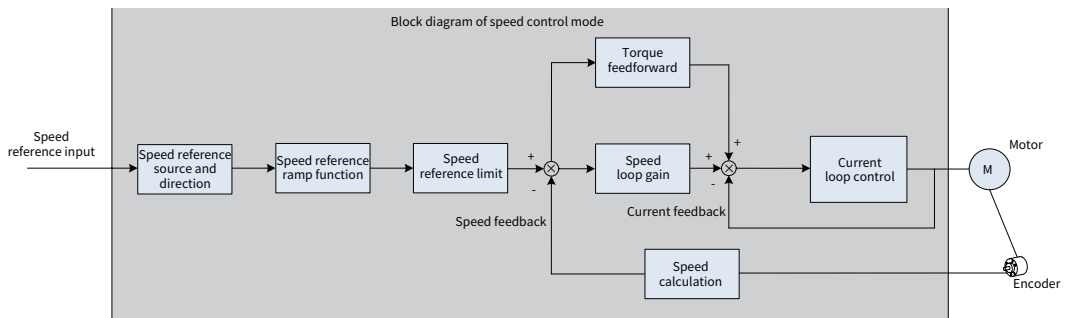 Block diagram of speed control mode
Torque
feedforward
Speed
reference input
Speed reference
source and
direction
Speed reference
ramp function
Speed
reference limit
+
-
Speed
loop gain
+
+
-
Current
loop control
Motor
M
Speed feedback
Current feedback
Speed
calculation
Encoder